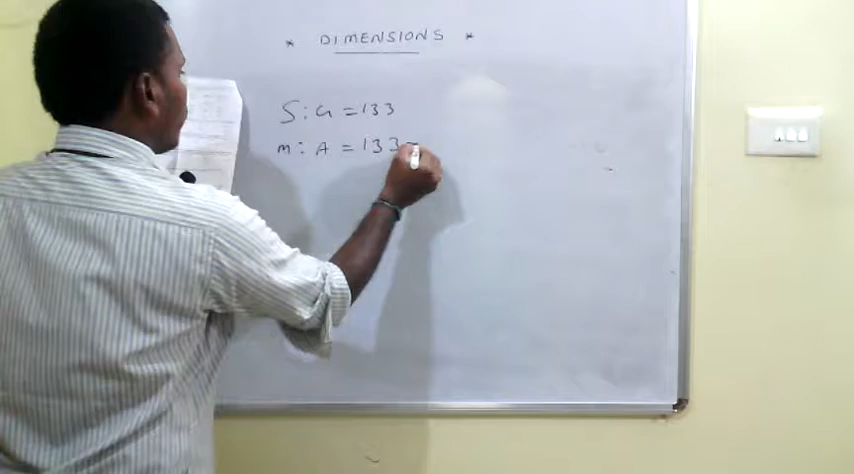 * DIMENSIONS *
S: G = 133
m: A = 133=